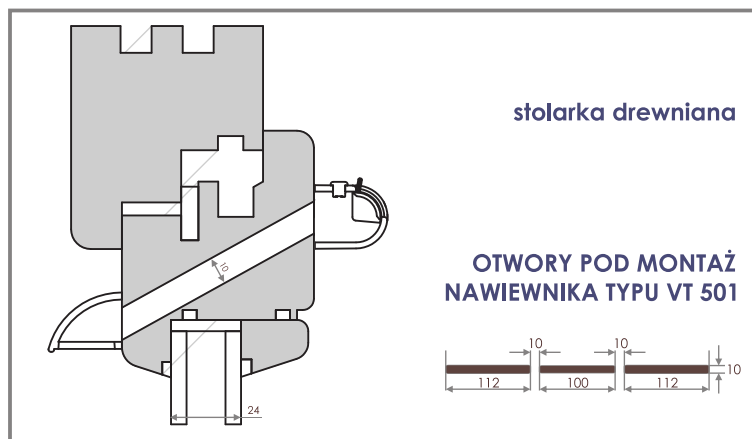 stolarka drewniana
10
OTWORY POD MONTAŻ
NAWIEWNIKA TYPU VT 501
10 10
10
112 100 112
24